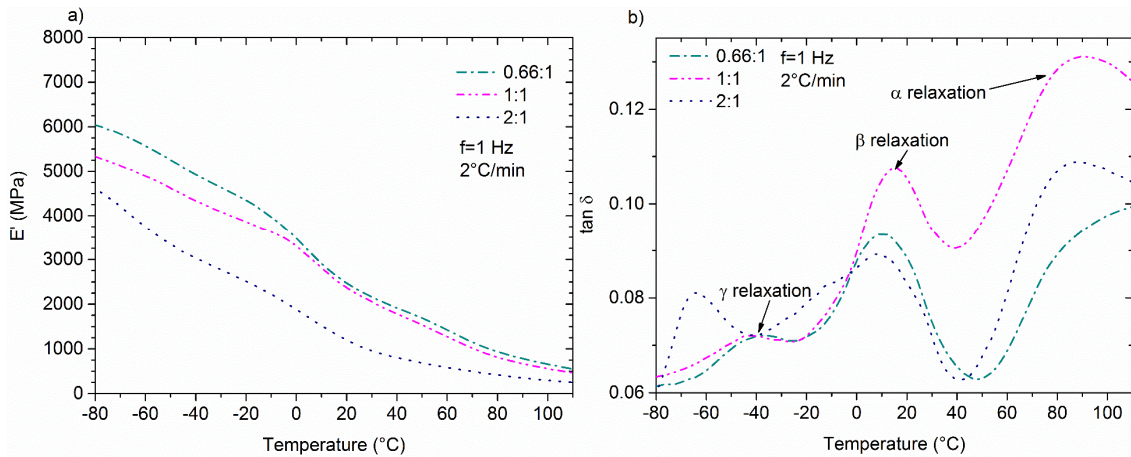 a)
8000
7000
6000
5000
4000
3000
2000
1000
0
E' (MPa)
0.66:1
1:1
2:1
f=1 Hz
2°C/min
-80 -60 -40 -20 0 20 40 60 80 100
Temperature (°C)
b)
0.12
0.10
0.08
0.06
tan δ
0.66:1 f=1 Hz
1:1 2°C/min
2:1
α relaxation
β relaxation
γ relaxation
-80 -60 -40 -20 0 20 40 60 80 100
Temperature (°C)